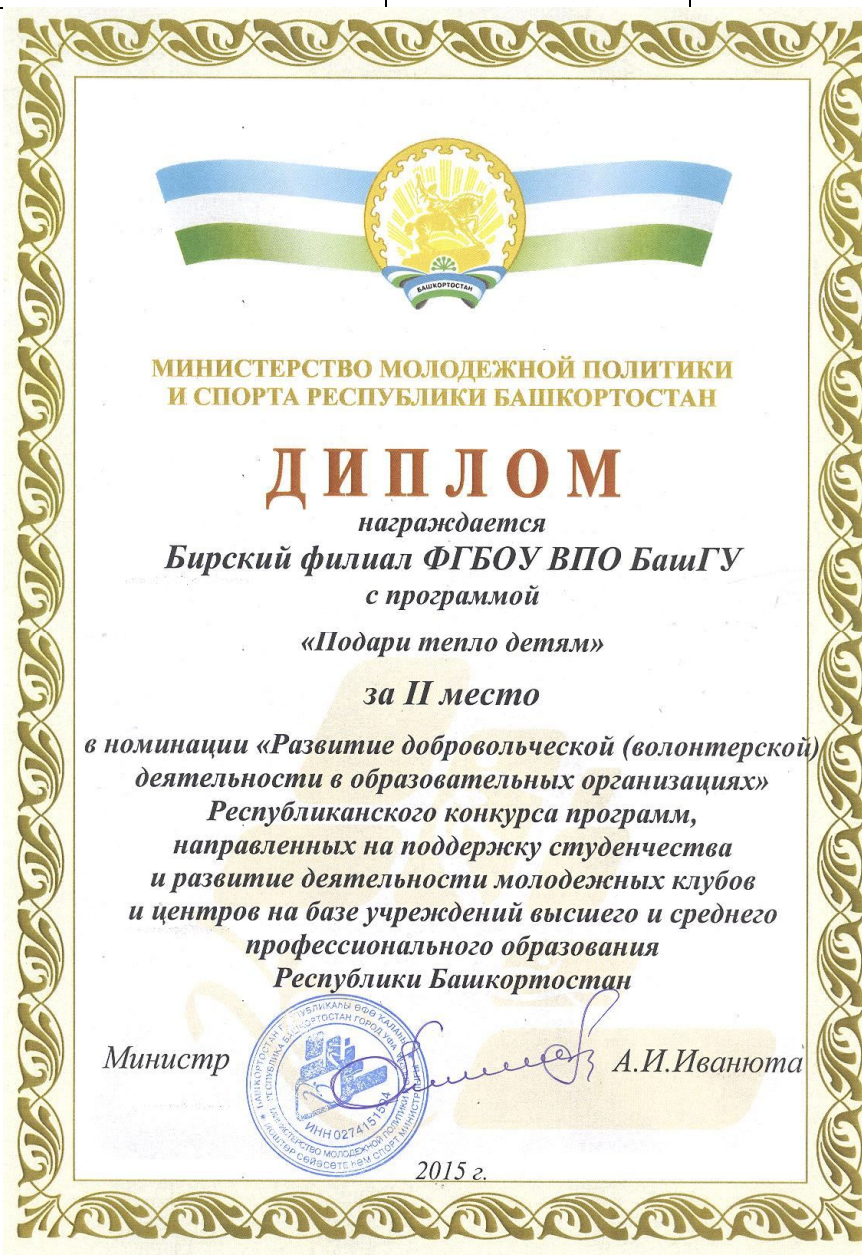 БАШКОРТОСТАН
МИНИСТЕРСТВО МОЛОДЕЖНОЙ ПОЛИТИКИ
И СПОРТА РЕСПУБЛИКИ БАШКОРТОСТАН
ДИПЛОМ
награждается
Бирский филиал ФГБОУ ВПО БашГУ
с программой
«Подари тепло детям»
за II место
в номинации «Развитие добровольческой (волонтерской)
деятельности в образовательных организациях»
Республиканского конкурса программ,
направленных на поддержку студенчества
и развитие деятельности молодежных клубов
и центров на базе учреждений высшего и среднего
профессионального образования
Республики Башкортостан
Министр
А.И.Иванюта
ИНН 0274151594
2015 г.